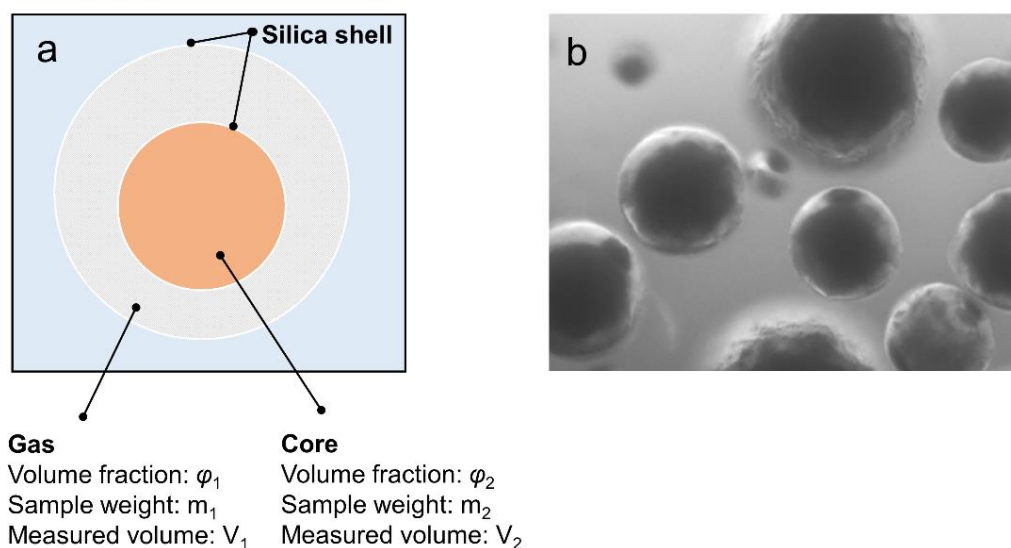 a
Silica shell
b
Gas
Volume fraction: φ₁
Sample weight: m₁
Measured volume: V₁
Core
Volume fraction: φ₂
Sample weight: m₂
Measured volume: V₂